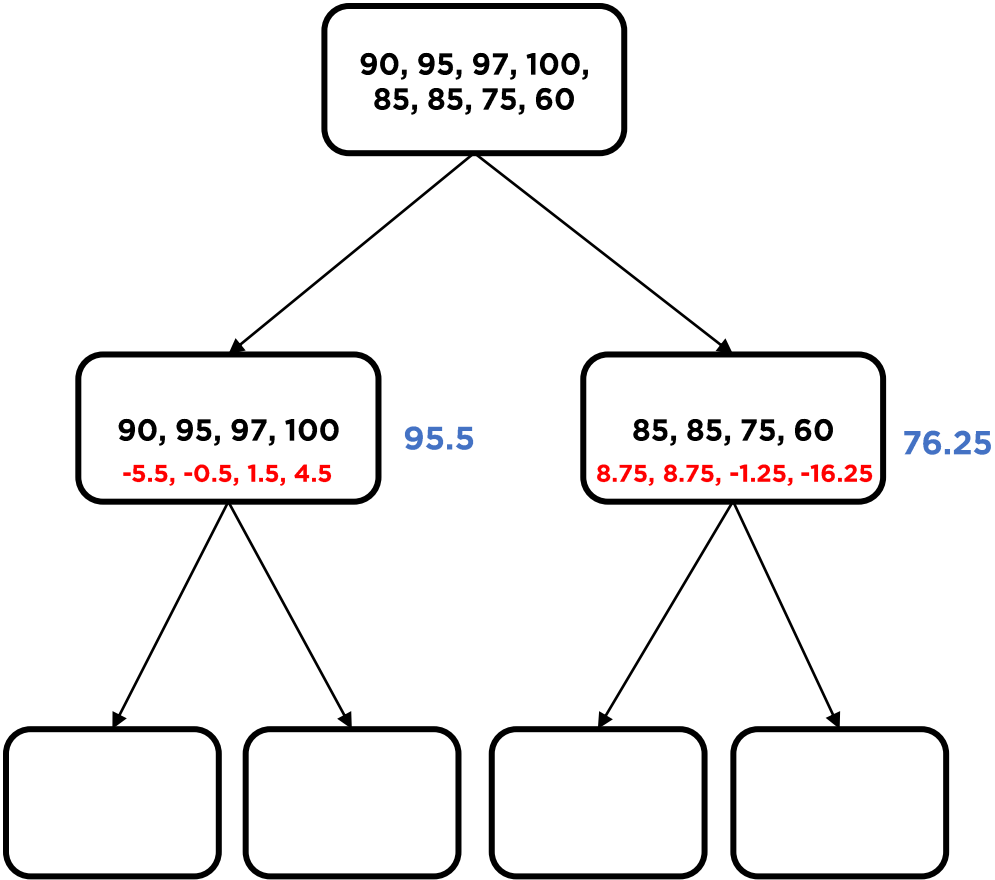 90, 95, 97, 100,
85, 85, 75, 60
90, 95, 97, 100
-5.5, -0.5, 1.5, 4.5
95.5
85, 85, 75, 60
8.75, 8.75, -1.25, -16.25
76.25